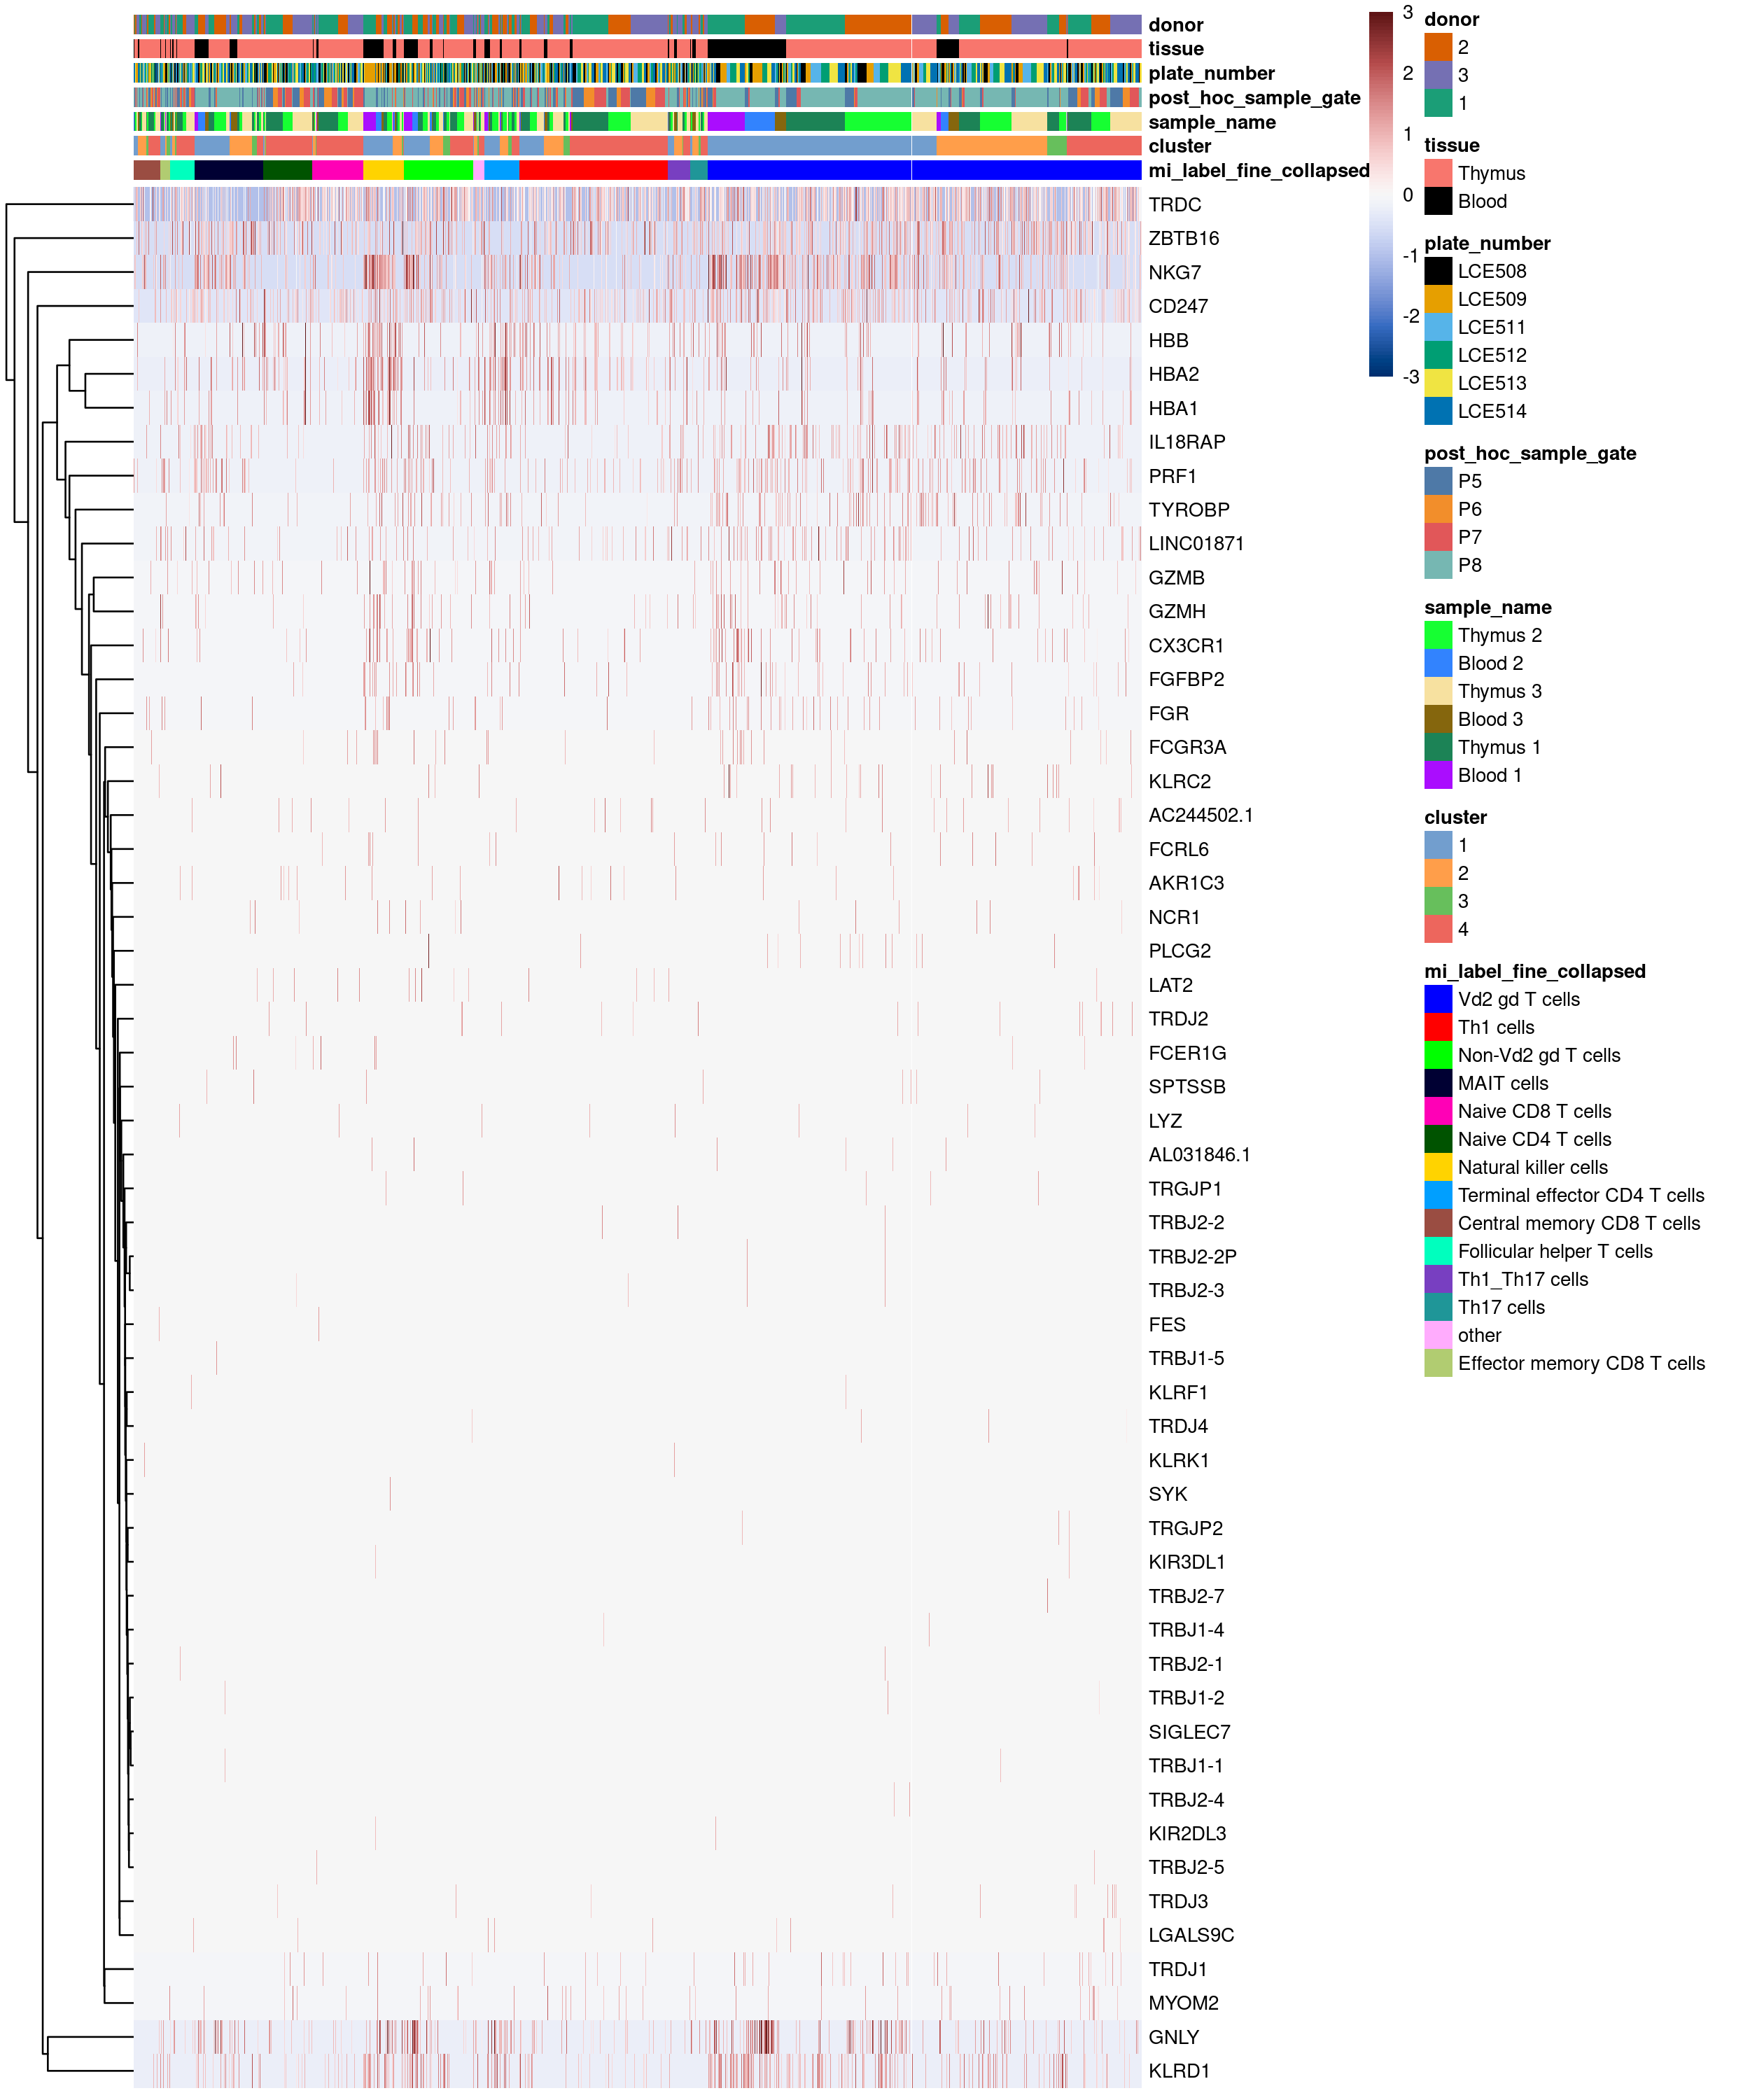 donor
tissue
plate_number
post_hoc_sample_gate
sample_name
cluster
mi_label_fine_collapsed
TRDC
ZBTB16
NKG7
CD247
HBB
HBA2
HBA1
IL18RAP
PRF1
TYROBP
LINC01871
GZMB
GZMH
CX3CR1
FGFBP2
FGR
FCGR3A
KLRC2
AC244502.1
FCRL6
AKR1C3
NCR1
PLCG2
LAT2
TRDJ2
FCER1G
SPTSSB
LYZ
AL031846.1
TRGJP1
TRBJ2-2
TRBJ2-2P
TRBJ2-3
FES
TRBJ1-5
KLRF1
TRDJ4
KLRK1
SYK
TRGJP2
KIR3DL1
TRBJ2-7
TRBJ1-4
TRBJ2-1
TRBJ1-2
SIGLEC7
TRBJ1-1
TRBJ2-4
KIR2DL3
TRBJ2-5
TRDJ3
LGALS9C
TRDJ1
MYOM2
GNLY
KLRD1
3
2
1
0
-1
-2
-3
donor
2
3
1
tissue
Thymus
Blood
plate_number
LCE508
LCE509
LCE511
LCE512
LCE513
LCE514
post_hoc_sample_gate
P5
P6
P7
P8
sample_name
Thymus 2
Blood 2
Thymus 3
Blood 3
Thymus 1
Blood 1
cluster
1
2
3
4
mi_label_fine_collapsed
Vd2 gd T cells
Th1 cells
Non-Vd2 gd T cells
MAIT cells
Naive CD8 T cells
Naive CD4 T cells
Natural killer cells
Terminal effector CD4 T cells
Central memory CD8 T cells
Follicular helper T cells
Th1_Th17 cells
Th17 cells
other
Effector memory CD8 T cells